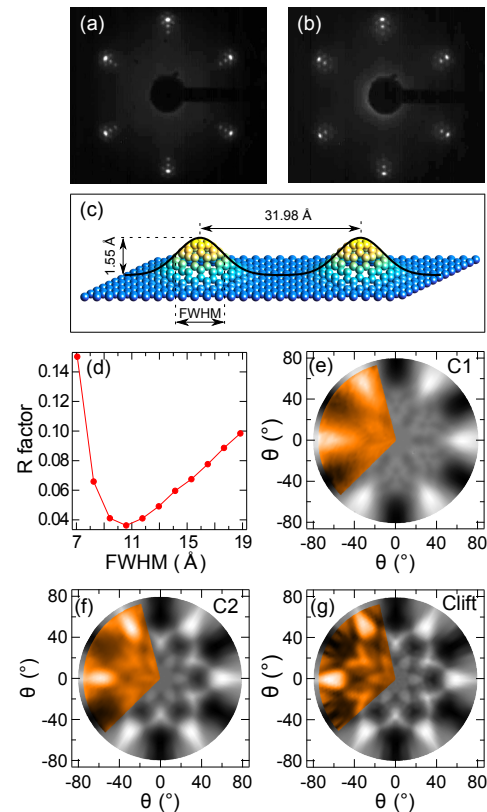 (a)
(b)
(c)
31.98 Å
1.55 Å
FWHM
(d)
R factor
0.14
0.12
0.10
0.08
0.06
0.04
7
11
15
19
FWHM (Å)
(e)
C1
θ (°)
80
40
0
-40
-80
-80 -40 0 40 80
θ (°)
(f)
C2
θ (°)
80
40
0
-40
-80
-80 -40 0 40 80
θ (°)
(g)
Clift
θ (°)
80
40
0
-40
-80
-80 -40 0 40 80
θ (°)